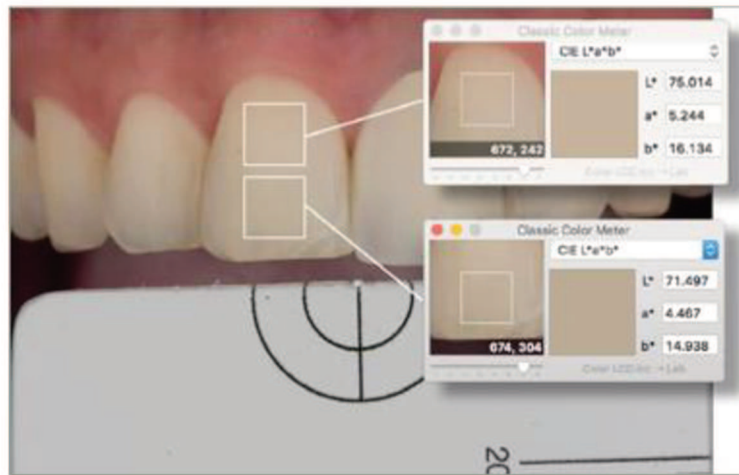 Classic Color Meter
CIE L*a*b*
L* 75.014
a* 5.244
b* 16.134
672, 242
Classic Color Meter
CIE L*a*b*
L* 71.497
a* 4.467
b* 14.938
674, 304
20